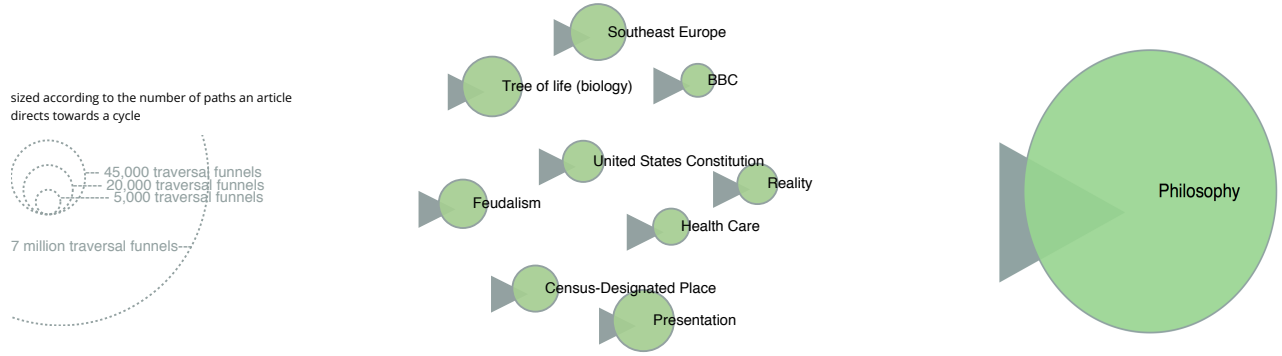 sized according to the number of paths an article
directs towards a cycle
45,000 traversal funnels
20,000 traversal funnels
5,000 traversal funnels
7 million traversal funnels
Southeast Europe
Tree of life (biology)
BBC
United States Constitution
Reality
Feudalism
Health Care
Census-Designated Place
Presentation
Philosophy